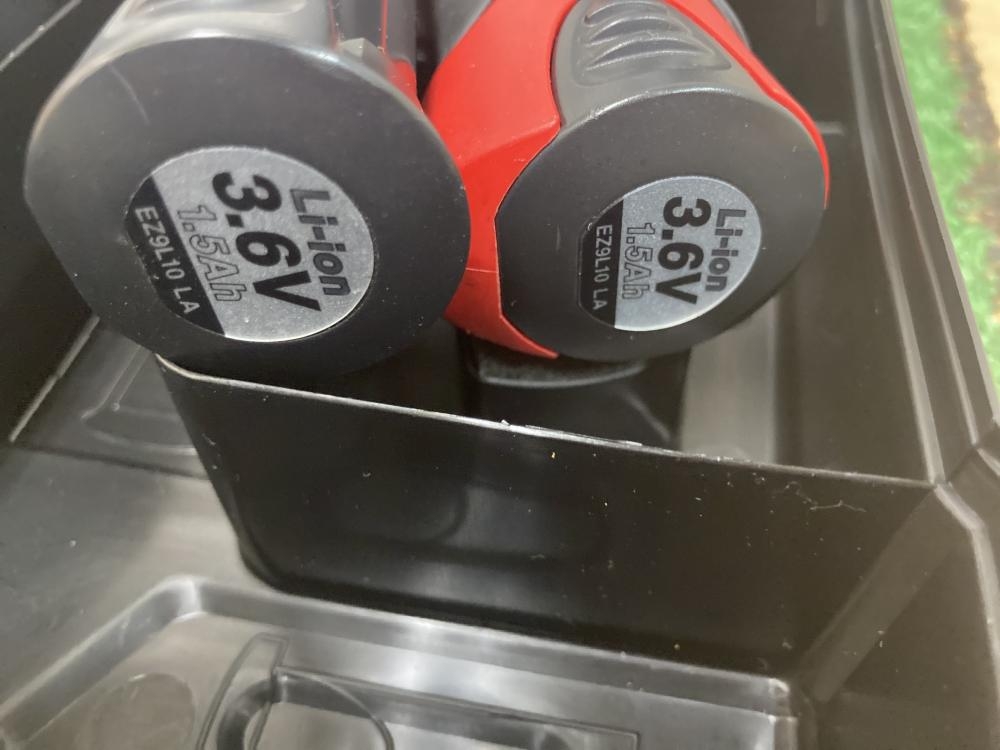 Li-ion
3.6V
1.5Ah
EZ9L10 LA
Li-ion
3.6V
1.5Ah
EZ9L10 LA